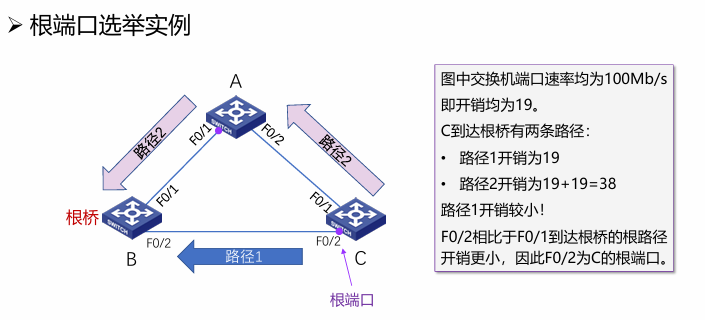 ➢ 根端口选举实例
A
路径2
F0/1
F0/2
SWITCH
路径2
F0/1
F0/1
根桥
SWITCH
SWITCH
F0/2
F0/2
B
路径1
C
根端口
图中交换机端口速率均为100Mb/s
即开销均为19。
C到达根桥有两条路径：
• 路径1开销为19
• 路径2开销为19+19=38
路径1开销较小！
F0/2相比于F0/1到达根桥的根路径
开销更小，因此F0/2为C的根端口。